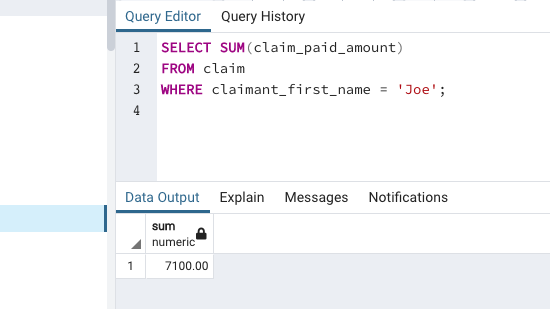 Query Editor Query History
1 SELECT SUM(claim_paid_amount)
2 FROM claim
3 WHERE claimant_first_name = 'Joe';
4
Data Output Explain Messages Notifications
sum
numeric
1 7100.00